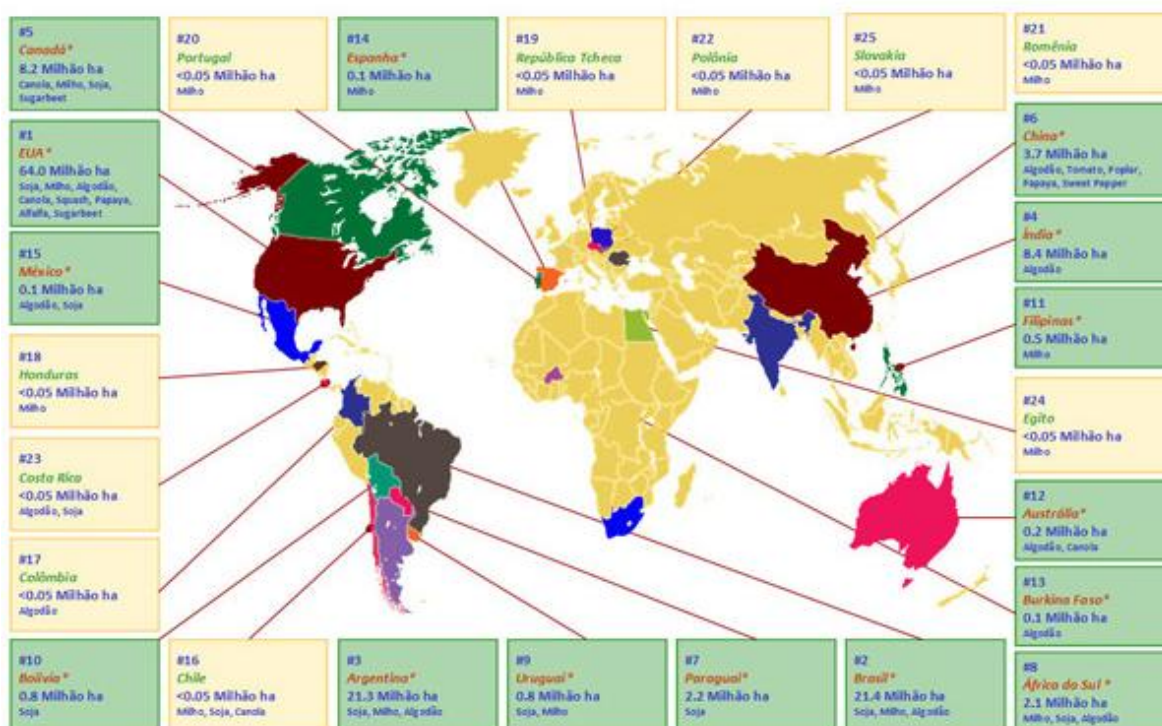 #5
Canadá*
8.2 Milhão ha
Canola, Milho, Soja,
Sugarbeet
#20
Portugal
<0.05 Milhão ha
Milho
#14
Espanha*
0.1 Milhão ha
Milho
#19
República Tcheca
<0.05 Milhão ha
Milho
#22
Polônia
<0.05 Milhão ha
Milho
#25
Slovakia
<0.05 Milhão ha
Milho
#21
Romênia
<0.05 Milhão ha
Milho
#1
EUA*
64.0 Milhão ha
Soja, Milho, Algodão,
Canola, Squash, Papaya,
Alfalfa, Sugarbeet
#6
China*
3.7 Milhão ha
Algodão, Tomato, Poplar,
Papaya, Sweet Pepper
#15
México*
0.1 Milhão ha
Algodão, Soja
#4
Índia*
8.4 Milhão ha
Algodão
#11
Filipinas*
0.5 Milhão ha
Milho
#18
Honduras
<0.05 Milhão ha
Milho
#24
Egito
<0.05 Milhão ha
Milho
#23
Costa Rica
<0.05 Milhão ha
Algodão, Soja
#12
Austrália*
0.2 Milhão ha
Algodão, Canola
#17
Colômbia
<0.05 Milhão ha
Algodão
#13
Burkina Faso*
0.1 Milhão ha
Algodão
#10
Bolívia*
0.8 Milhão ha
Soja
#16
Chile
<0.05 Milhão ha
Milho, Soja, Canola
#3
Argentina*
21.3 Milhão ha
Soja, Milho, Algodão
#9
Uruguai*
0.8 Milhão ha
Soja, Milho
#7
Paraguai*
2.2 Milhão ha
Soja
#2
Brasil*
21.4 Milhão ha
Soja, Milho, Algodão
#8
África do Sul*
2.1 Milhão ha
Milho, Soja, Algodão